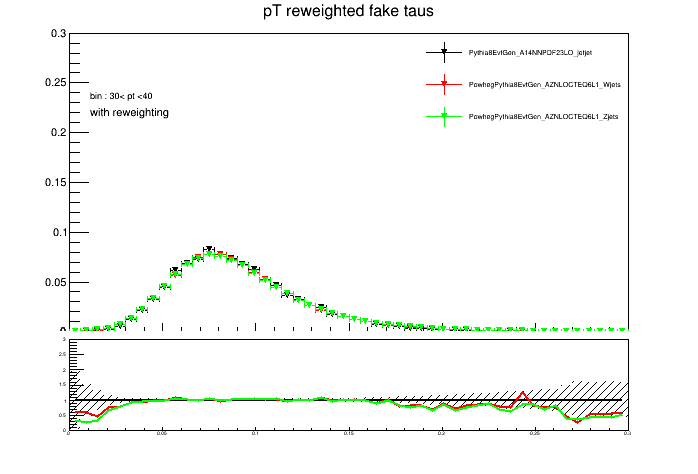 pT reweighted fake taus
0.3
Pythia8EvtGen_A14NNPDF23LO_jetjet
0.25
PowhegPythia8EvtGen_AZNLOCTEQ6L1_Wjets
bin : 30< pt <40
with reweighting
PowhegPythia8EvtGen_AZNLOCTEQ6L1_Zjets
0.2
0.15
0.1
0.05
3
2.5
2
1.5
1
0.5
0
0 0.05 0.1 0.15 0.2 0.25 0.3